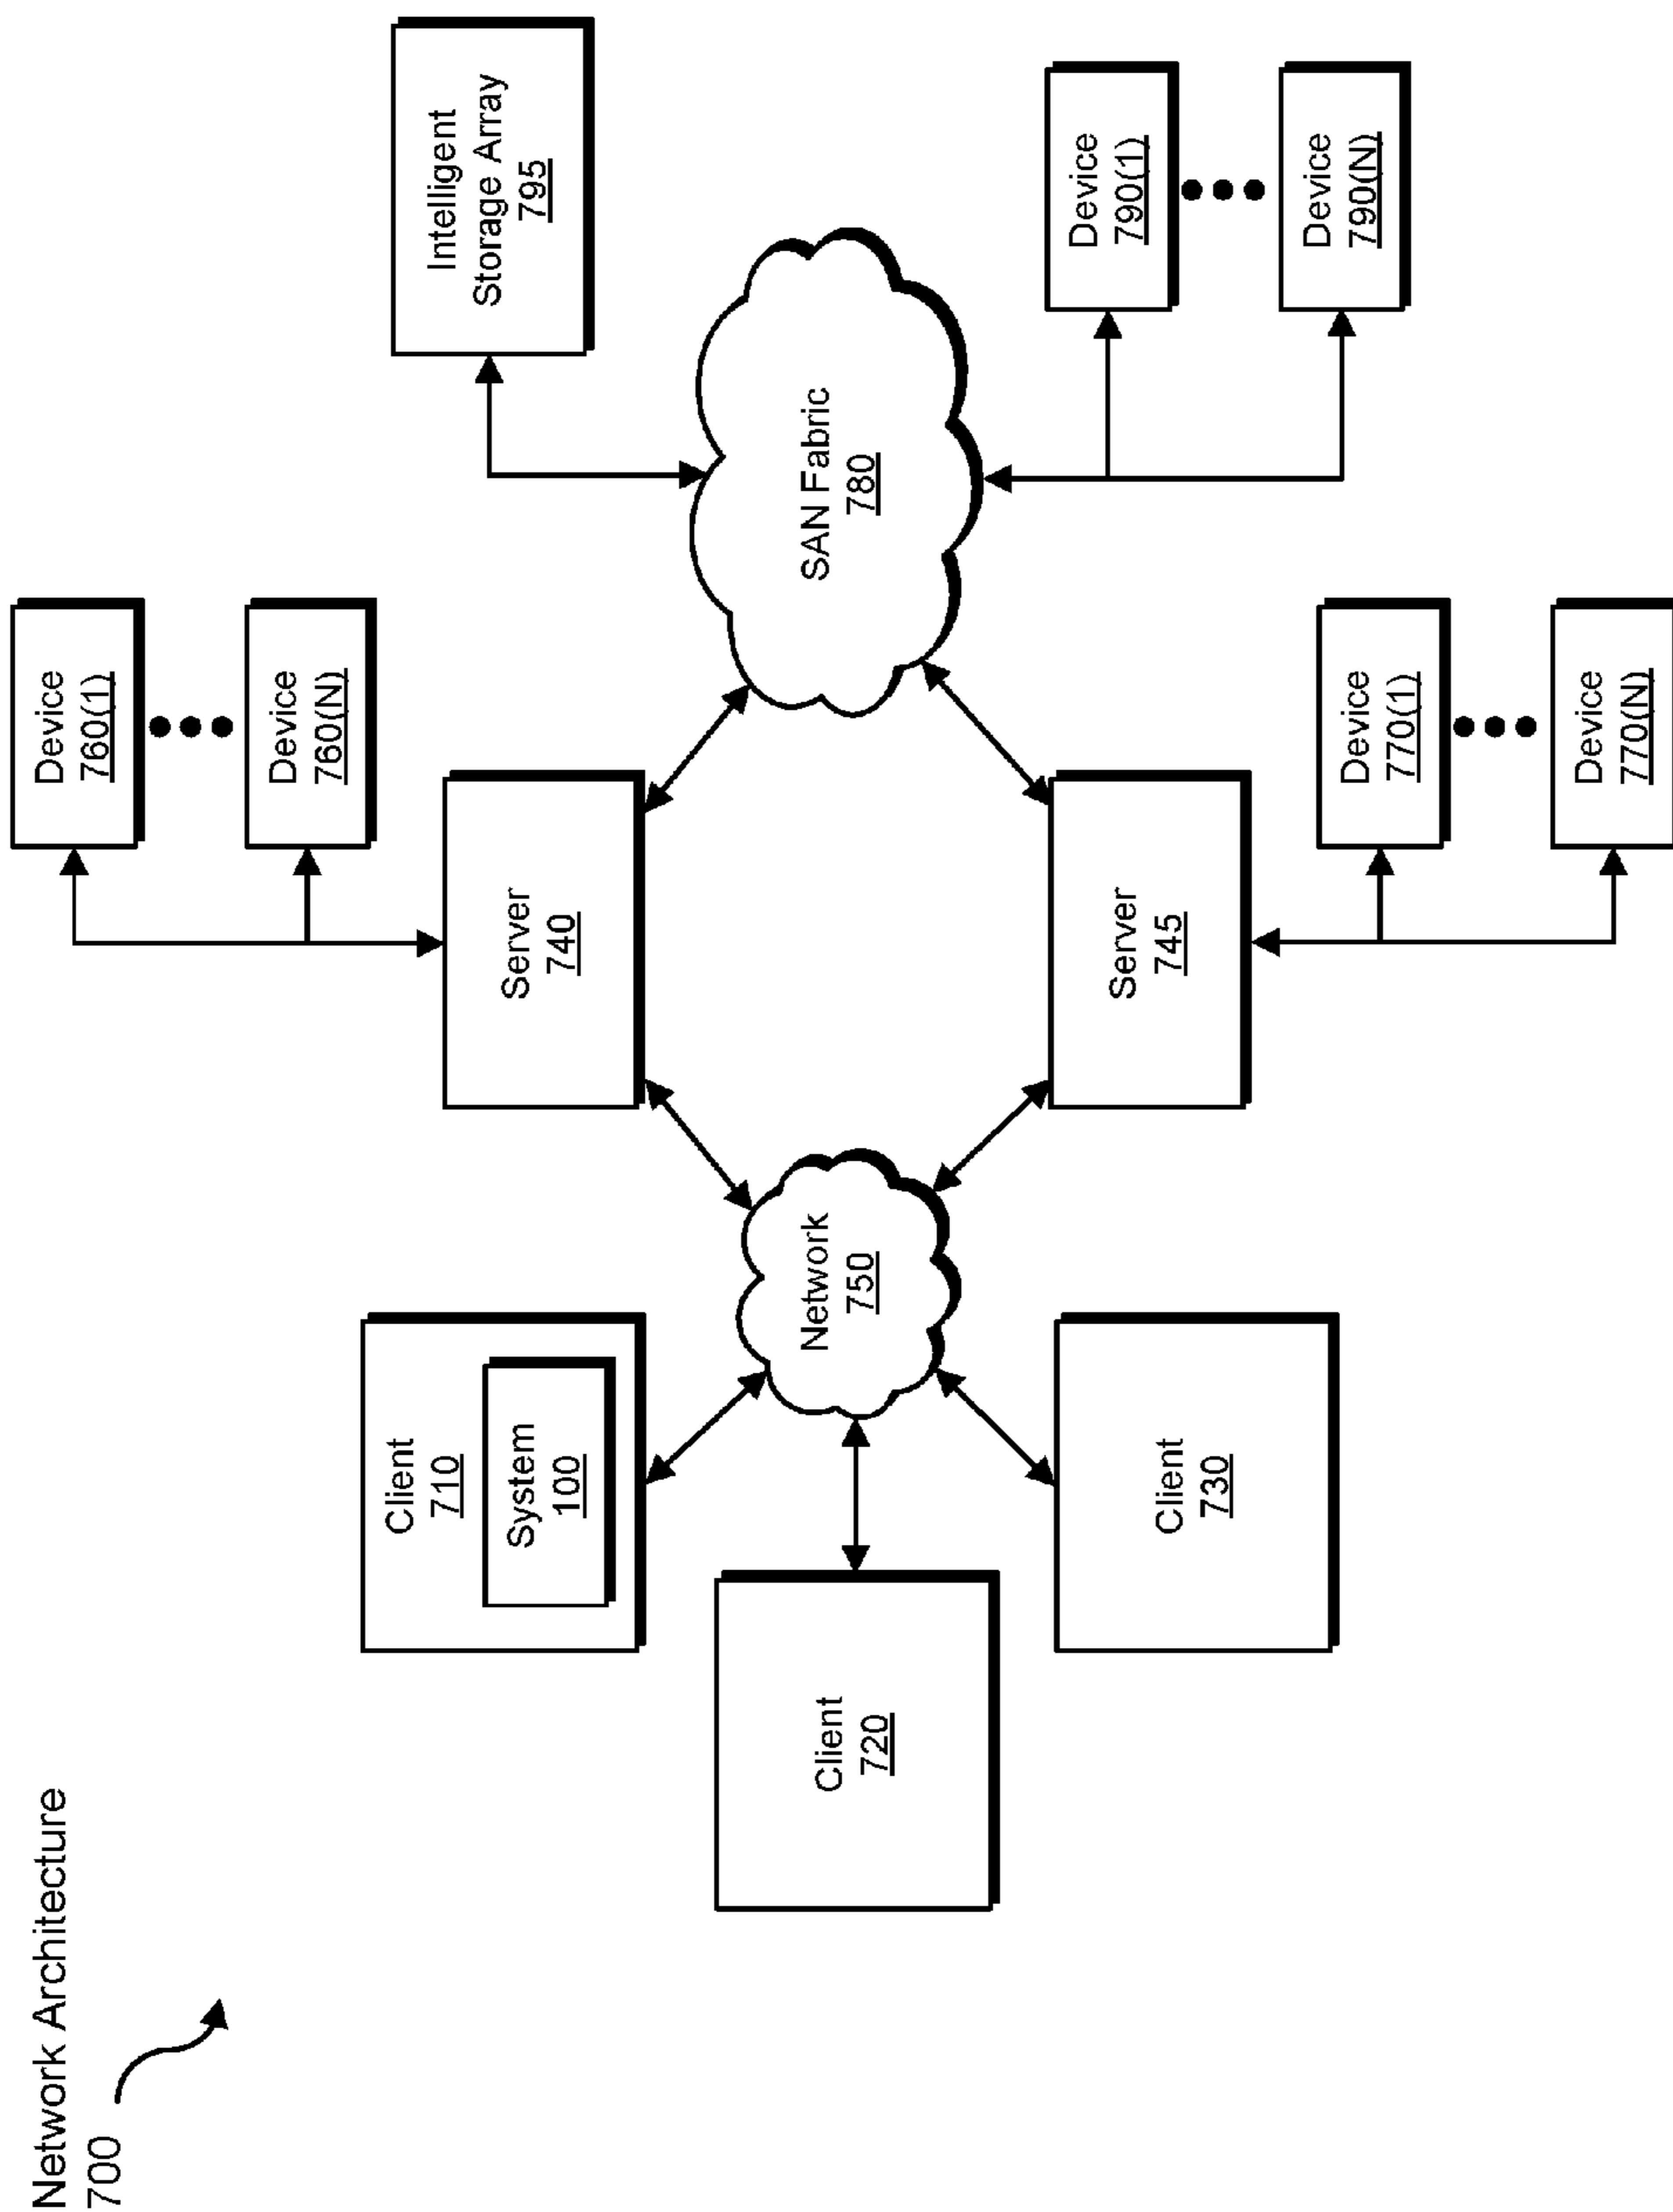 Network Architecture
700
Client
710
System
100
Client
720
Client
730
Network
750
Server
740
Server
745
Device
760(1)
Device
760(N)
Device
770(1)
Device
770(N)
SAN Fabric
780
Intelligent
Storage Array
795
Device
790(1)
Device
790(N)